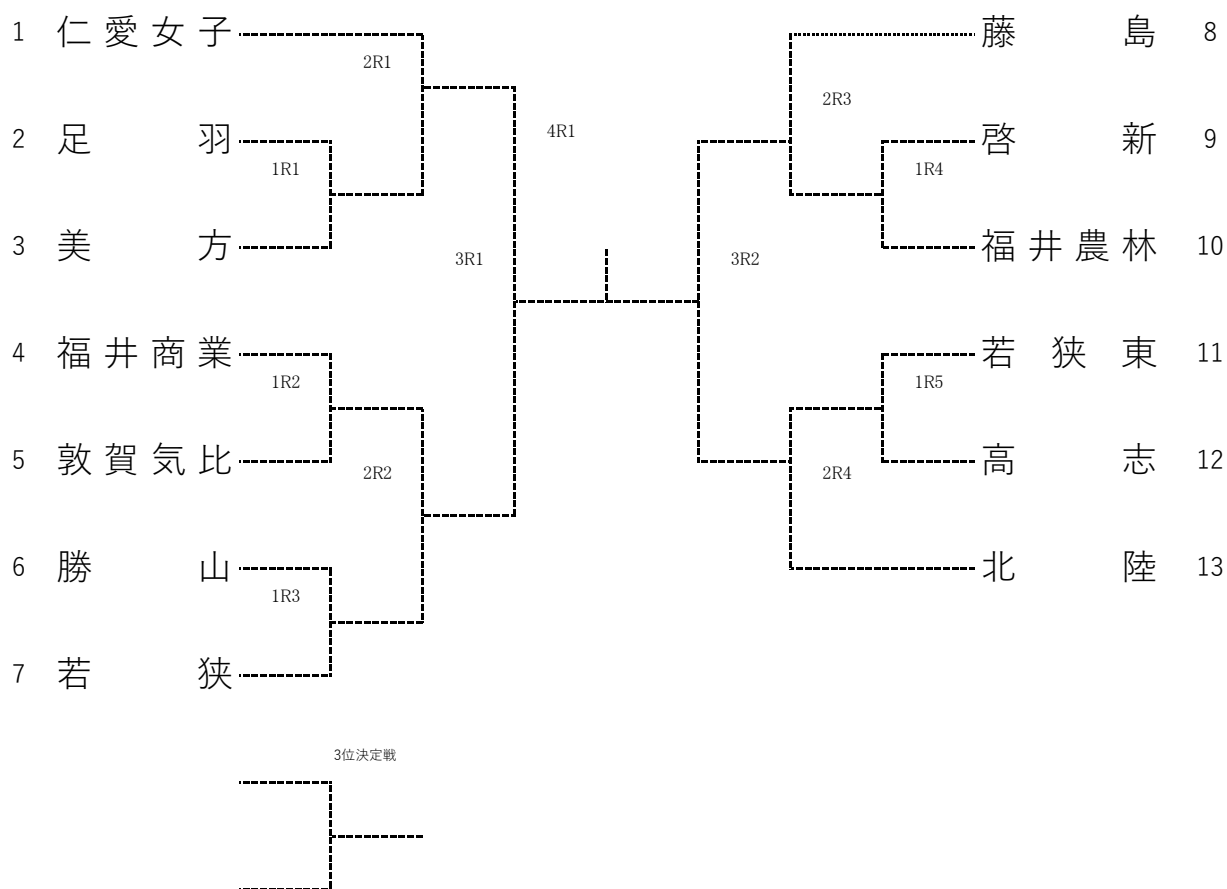 1 仁愛女子
2R1
2 足羽
1R1
3 美方
3R1
4 福井商業
1R2
5 敦賀気比
2R2
6 勝山
1R3
7 若狭
4R1
藤島 8
2R3
啓新 9
1R4
福井農林 10
3R2
若狭東 11
1R5
高志 12
2R4
北陸 13
3位決定戦